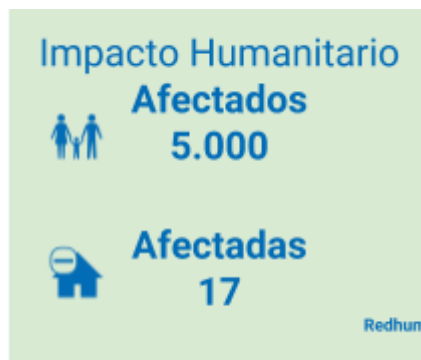 Impacto Humanitario
Afectados
5.000
Afectadas
17
Redhum